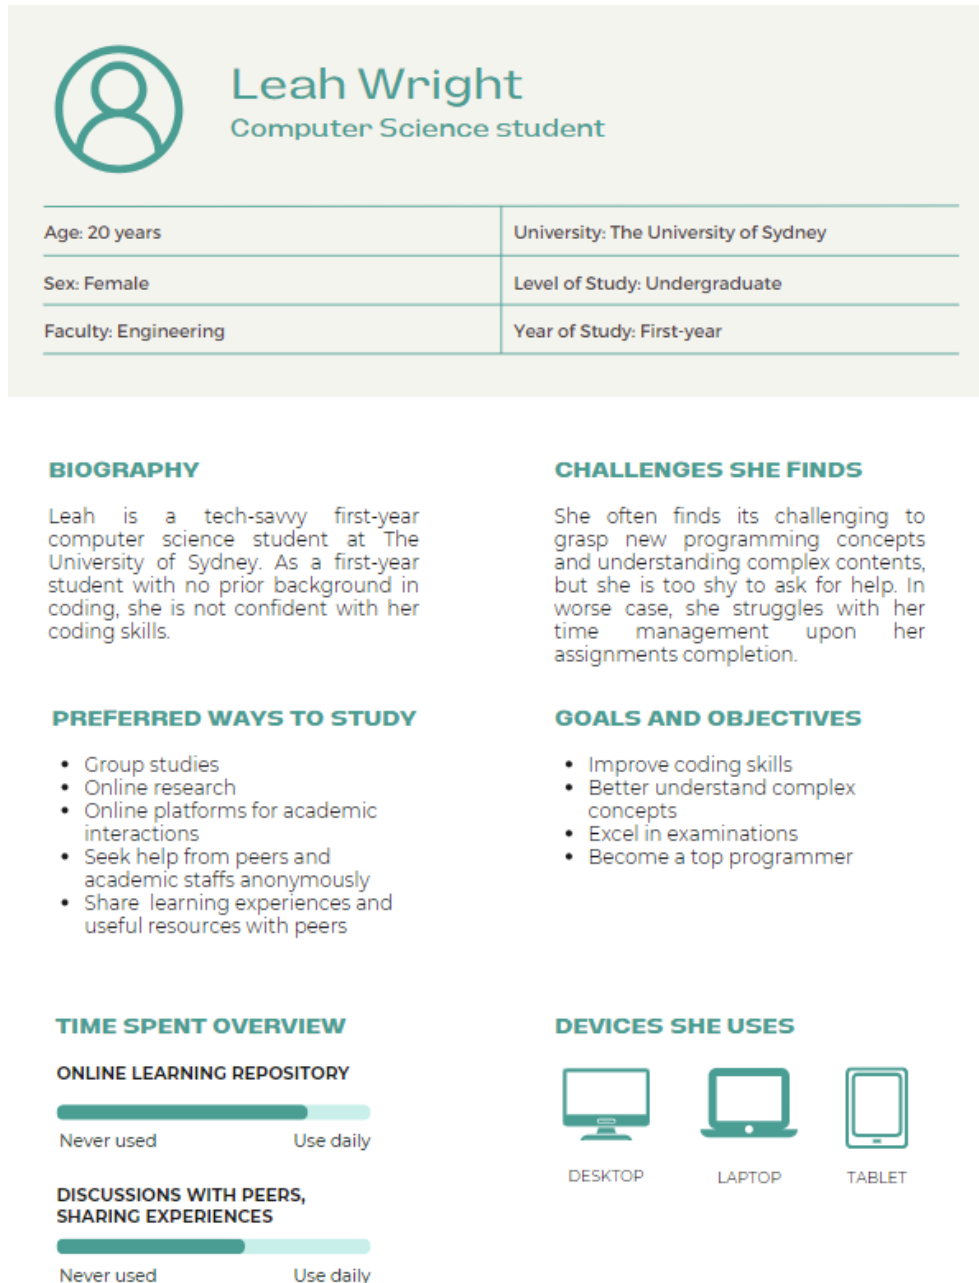 Leah Wright
Computer Science student
Age: 20 years
University: The University of Sydney
Sex: Female
Level of Study: Undergraduate
Faculty: Engineering
Year of Study: First-year
BIOGRAPHY
Leah is a tech-savvy first-year
computer science student at The
University of Sydney. As a first-year
student with no prior background in
coding, she is not confident with her
coding skills.
CHALLENGES SHE FINDS
She often finds its challenging to
grasp new programming concepts
and understanding complex contents,
but she is too shy to ask for help. In
worse case, she struggles with her
time management upon her
assignments completion.
PREFERRED WAYS TO STUDY
• Group studies
• Online research
• Online platforms for academic
interactions
• Seek help from peers and
academic staffs anonymously
• Share learning experiences and
useful resources with peers
GOALS AND OBJECTIVES
• Improve coding skills
• Better understand complex
concepts
• Excel in examinations
• Become a top programmer
TIME SPENT OVERVIEW
ONLINE LEARNING REPOSITORY
Never used Use daily
DISCUSSIONS WITH PEERS,
SHARING EXPERIENCES
Never used Use daily
DEVICES SHE USES
DESKTOP LAPTOP TABLET